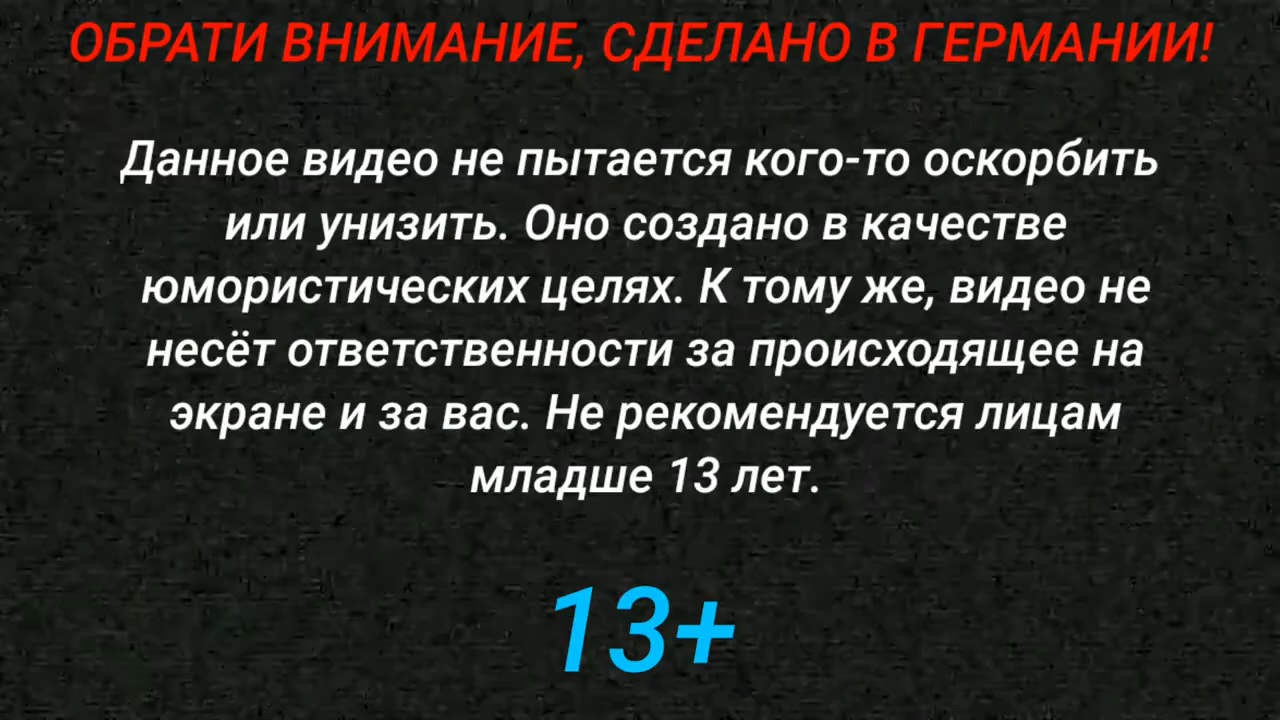 ОБРАТИ ВНИМАНИЕ, СДЕЛАНО В ГЕРМАНИИ!
Данное видео не пытается кого-то оскорбить
или унизить. Оно создано в качестве
юмористических целях. К тому же, видео не
несёт ответственности за происходящее на
экране и за вас. Не рекомендуется лицам
младше 13 лет.
13+